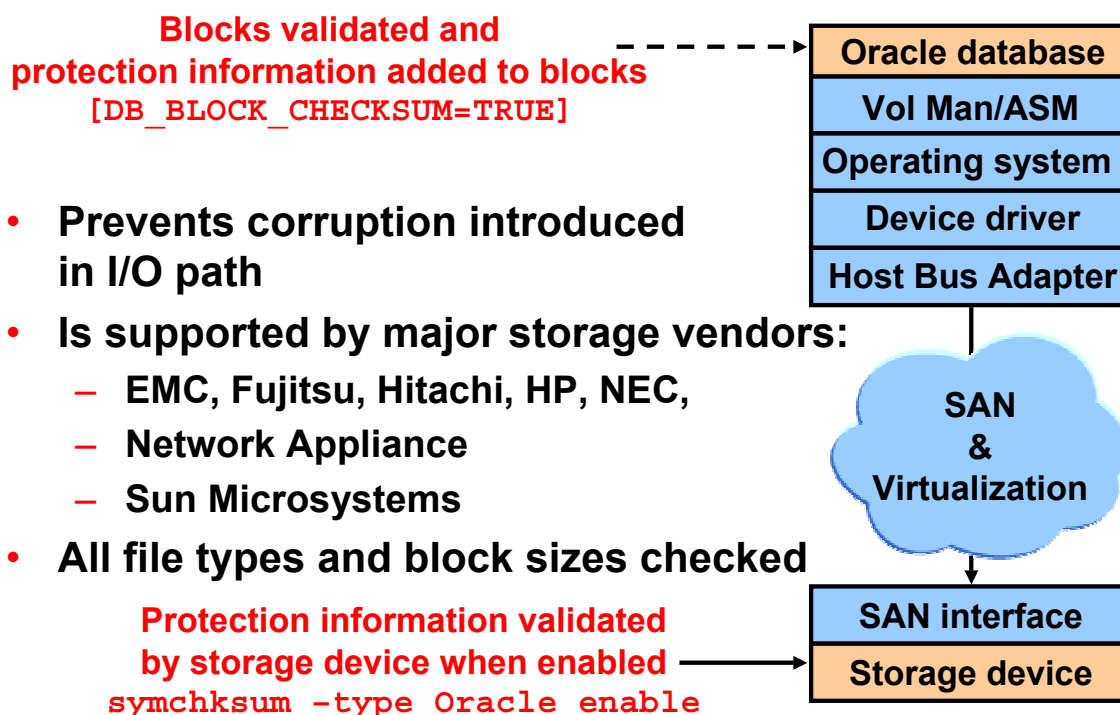 Blocks validated and
protection information added to blocks
[DB_BLOCK_CHECKSUM=TRUE]
• Prevents corruption introduced
in I/O path
• Is supported by major storage vendors:
– EMC, Fujitsu, Hitachi, HP, NEC,
– Network Appliance
– Sun Microsystems
• All file types and block sizes checked
Protection information validated
by storage device when enabled
symchksum –type Oracle enable
Oracle database
Vol Man/ASM
Operating system
Device driver
Host Bus Adapter
SAN
&
Virtualization
SAN interface
Storage device